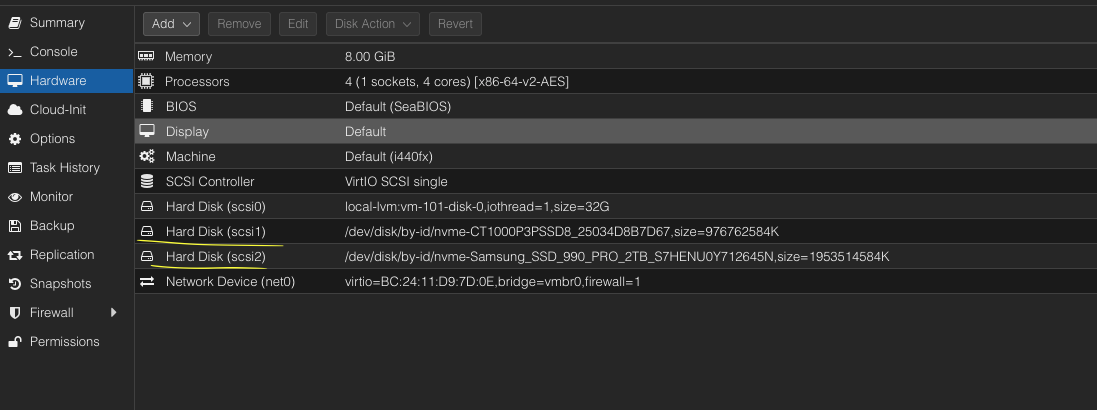 Summary
Console
Hardware
Cloud-Init
Options
Task History
Monitor
Backup
Replication
Snapshots
Firewall
Permissions
Add Remove Edit Disk Action Revert
Memory 8.00 GiB
Processors 4 (1 sockets, 4 cores) [x86-64-v2-AES]
BIOS Default (SeaBIOS)
Display Default
Machine Default (i440fx)
SCSI Controller VirtIO SCSI single
Hard Disk (scsi0) local-lvm:vm-101-disk-0,iothread=1,size=32G
Hard Disk (scsi1) /dev/disk/by-id/nvme-CT1000P3PSSD8_25034D8B7D67,size=976762584K
Hard Disk (scsi2) /dev/disk/by-id/nvme-Samsung_SSD_990_PRO_2TB_S7HENU0Y712645N,size=1953514584K
Network Device (net0) virtio=BC:24:11:D9:7D:0E,bridge=vmbr0,firewall=1